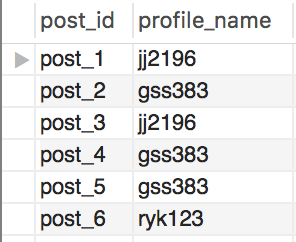 post_id profile_name
post_1 jj2196
post_2 gss383
post_3 jj2196
post_4 gss383
post_5 gss383
post_6 ryk123